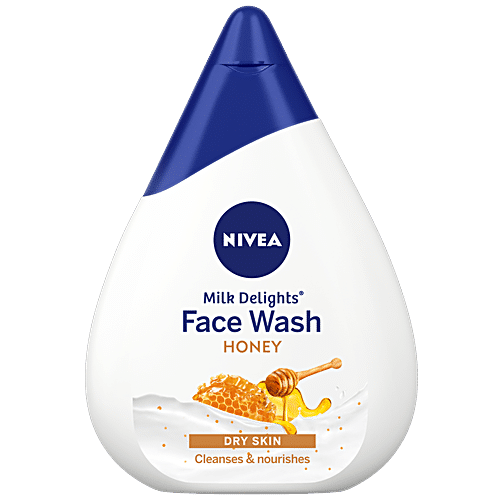 NIVEA
Milk Delights®
Face Wash
HONEY
DRY SKIN
Cleanses & nourishes